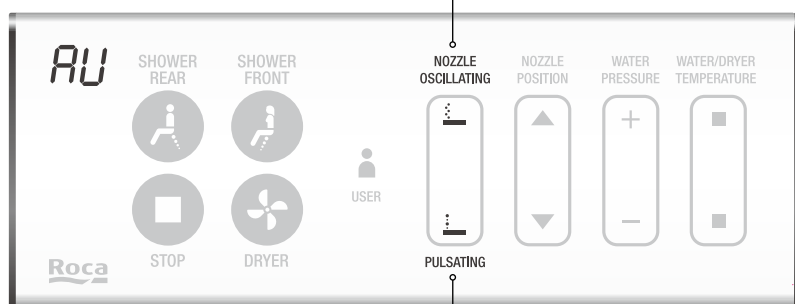 AU
SHOWER
REAR
SHOWER
FRONT
NOZZLE
OSCILLATING
NOZZLE
POSITION
WATER
PRESSURE
WATER/DRYER
TEMPERATURE
USER
STOP
DRYER
PULSATING
Roca